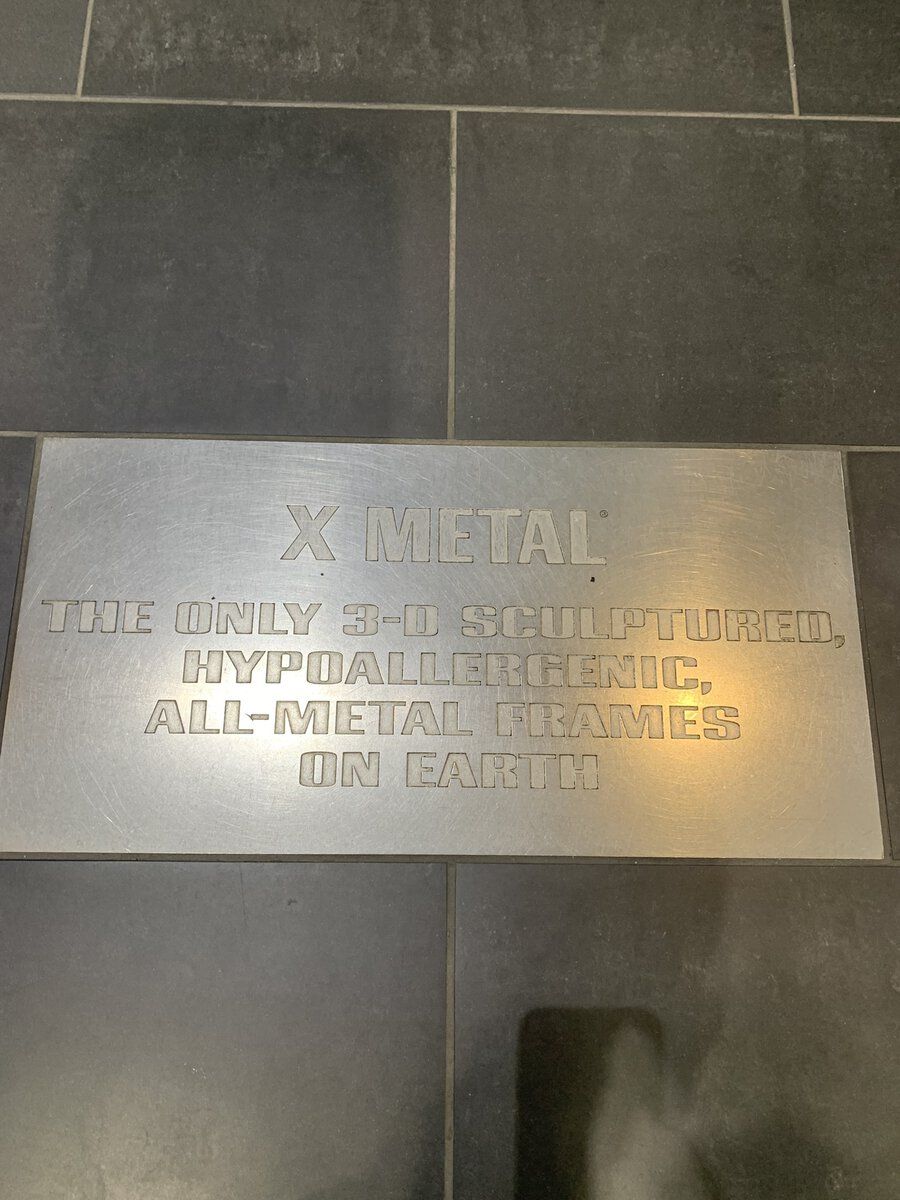 X METAL®
THE ONLY 3-D SCULPTURED,
HYPOALLERGENIC,
ALL-METAL FRAMES
ON EARTH